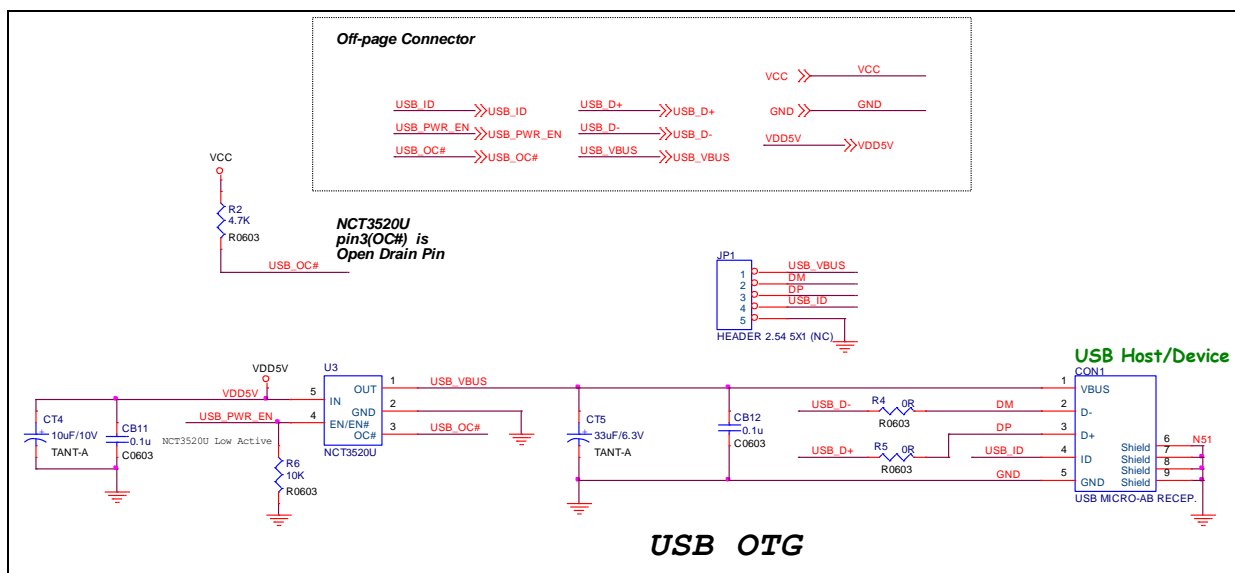 Off-page Connector
VCC
VCC
USB_ID
USB_ID
USB_D+
USB_D+
GND
GND
USB_PWR_EN
USB_PWR_EN
USB_D-
USB_D-
VDD5V
VDD5V
USB_OC#
USB_OC#
USB_VBUS
USB_VBUS
VCC
R2
4.7K
R0603
USB_OC#
NCT3520U
pin3(OC#) is
Open Drain Pin
JP1
1
2
3
4
5
USB_VBUS
DM
DP
USB_ID
HEADER 2.54 5X1 (NC)
USB Host/Device
VDD5V
VDD5V
U3
5
IN
OUT
1
USB_VBUS
USB_PWR_EN
4
EN/EN#
GND
2
OC#
3
USB_OC#
NCT3520U
NCT3520U Low Active
CT4
10uF/10V
TANT-A
CB11
0.1u
C0603
R6
10K
R0603
CT5
33uF/6.3V
TANT-A
CB12
0.1u
C0603
USB_D-
R4
0R
R0603
DM
USB_D+
R5
0R
R0603
DP
USB_ID
GND
CON1
1
VBUS
2
D-
3
D+
4
ID
5
GND
Shield
6
Shield
7
Shield
8
Shield
9
N51
USB MICRO-AB RECEP.
USB OTG